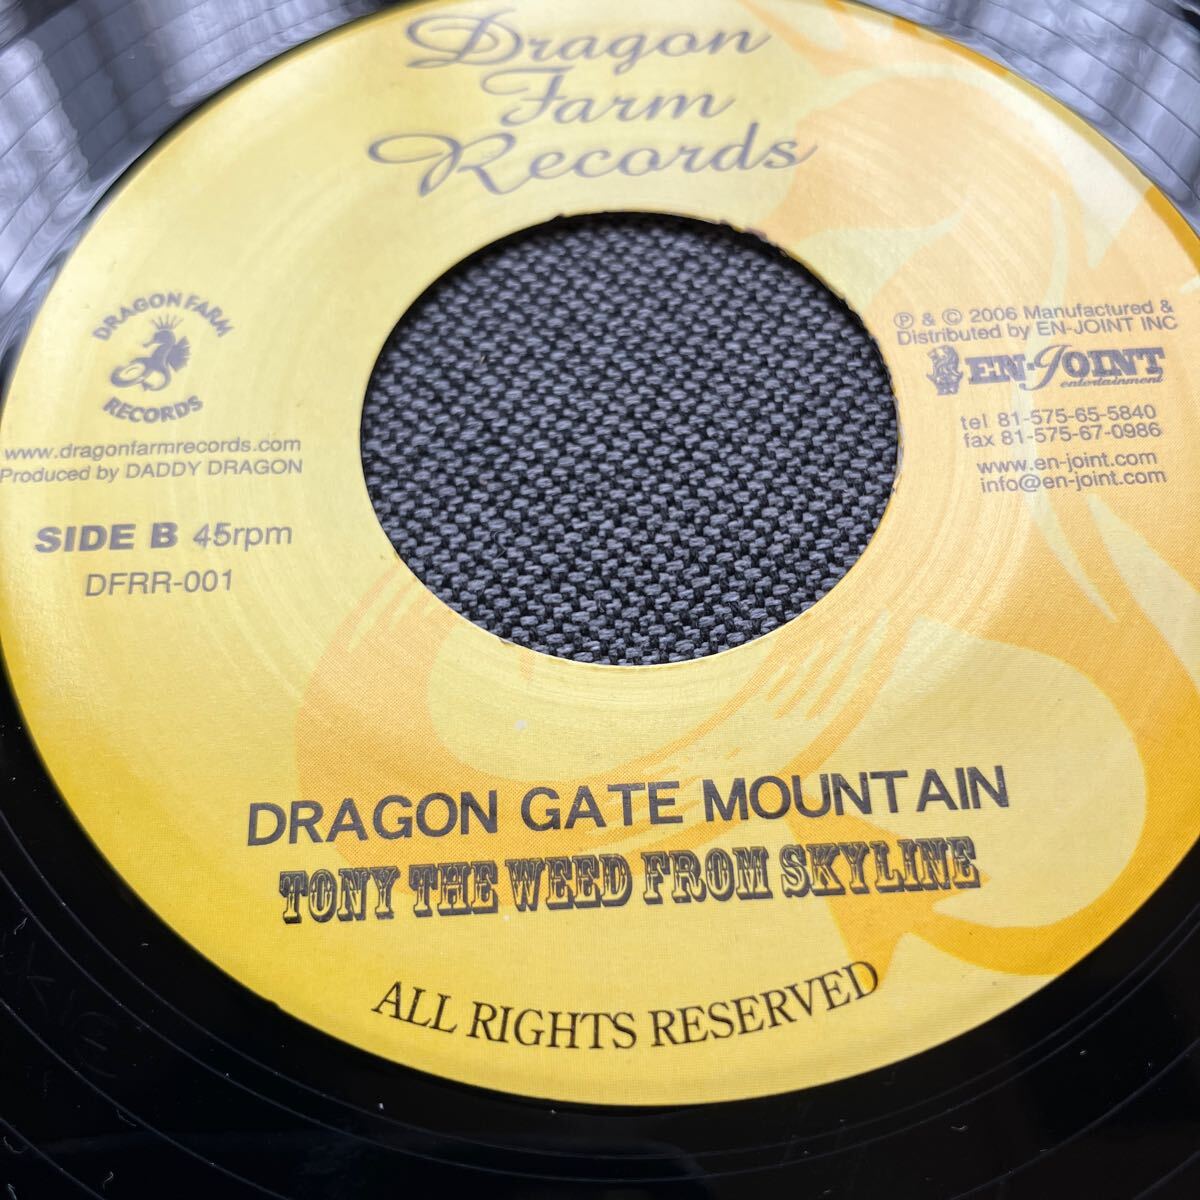 Dragon
Farm
Records
DRAGON FARM
RECORDS
www.dragonfarmrecords.com
Produced by DADDY DRAGON
SIDE B 45rpm
DFRR-001
℗ & © 2006 Manufactured &
Distributed by EN-JOINT INC
EN-JOINT
entertainment
tel 81-575-65-5840
fax 81-575-67-0986
www.en-joint.com
info@en-joint.com
DRAGON GATE MOUNTAIN
TONY THE WEED FROM SKYLINE
ALL RIGHTS RESERVED